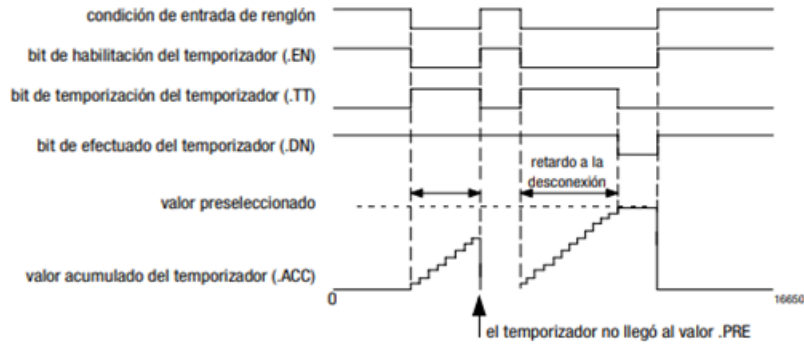 condición de entrada de renglón
bit de habilitación del temporizador (.EN)
bit de temporización del temporizador (.TT)
bit de efectuado del temporizador (.DN)
retardo a la
desconexión
valor preseleccionado
valor acumulado del temporizador (.ACC)
0
16650
el temporizador no llegó al valor .PRE